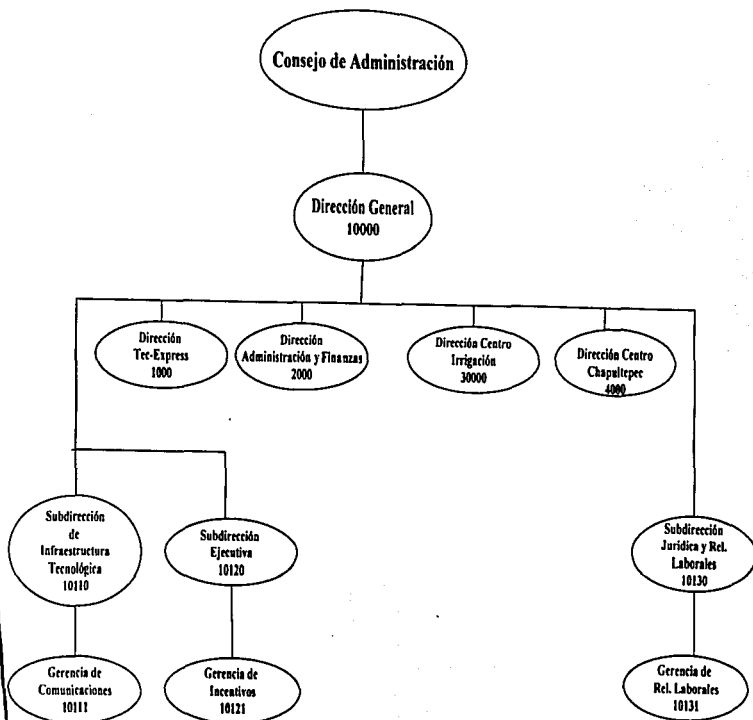 Consejo de Administración
Dirección General
10000
Dirección
Tec-Express
1000
Dirección
Administración y Finanzas
2000
Dirección Centro
Irrigación
30000
Dirección Centro
Chapultepec
4000
Subdirección
de
Infraestructura
Tecnológica
10110
Subdirección
Ejecutiva
10120
Subdirección
Jurídica y Rel.
Laborales
10130
Gerencia de
Comunicaciones
10111
Gerencia de
Incentivos
10121
Gerencia de
Rel. Laborales
10131